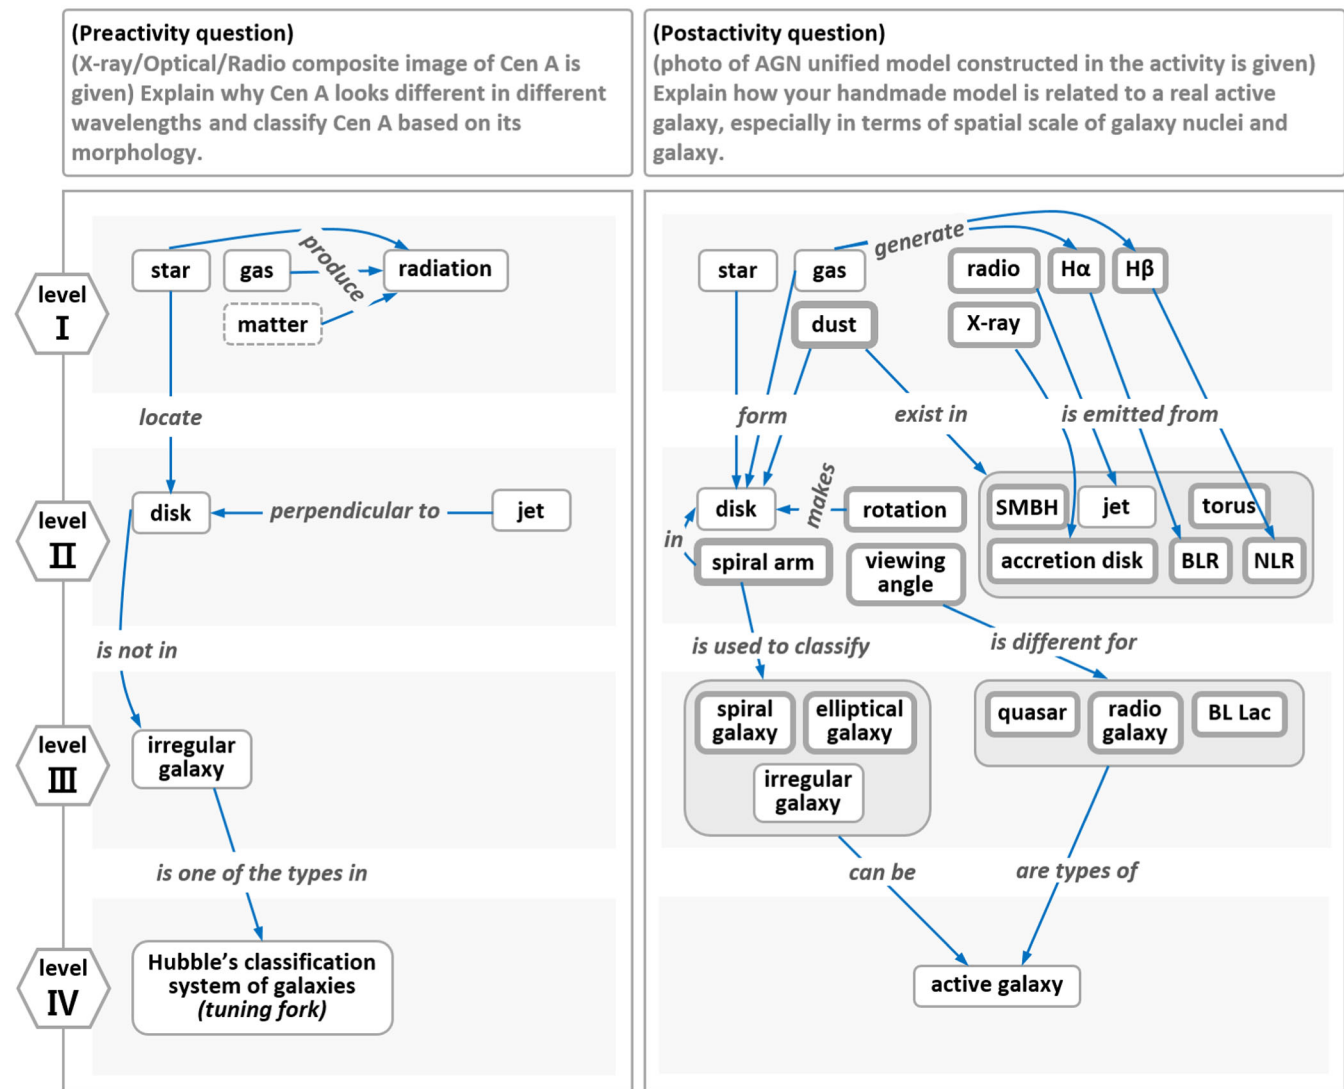 (Preactivity question)
(X-ray/Optical/Radio composite image of Cen A is
given) Explain why Cen A looks different in different
wavelengths and classify Cen A based on its
morphology.
(Postactivity question)
(photo of AGN unified model constructed in the activity is given)
Explain how your handmade model is related to a real active
galaxy, especially in terms of spatial scale of galaxy nuclei and
galaxy.
level
I
star
gas
radiation
produce
matter
locate
level
II
disk
perpendicular to
jet
is not in
level
III
irregular
galaxy
is one of the types in
level
IV
Hubble's classification
system of galaxies
(tuning fork)
star
gas
generate
radio
Hα
Hβ
dust
X-ray
form
exist in
is emitted from
disk
makes
rotation
SMBH
jet
torus
in
spiral arm
viewing
angle
accretion disk
BLR
NLR
is used to classify
is different for
spiral
galaxy
elliptical
galaxy
irregular
galaxy
quasar
radio
galaxy
BL Lac
can be
are types of
active galaxy